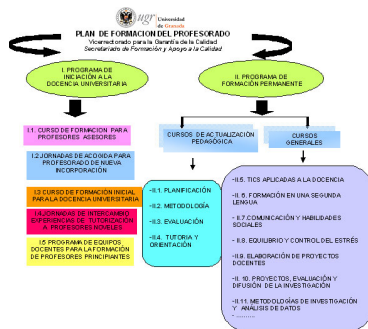 ugr Universidad
de Granada
PLAN DE FORMACION DEL PROFESORADO
Vicerrectorado para la Garantía de la Calidad
Secretariado de Formación y Apoyo a la Calidad
I. PROGRAMA DE
INICIACIÓN A LA
DOCENCIA UNIVERSITARIA
II. PROGRAMA DE
FORMACIÓN PERMANENTE
I.1. CURSO DE FORMACION PARA
PROFESORES ASESORES
I.2 JORNADAS DE ACOGIDA PARA
PROFESORADO DE NUEVA
INCORPORACIÓN
I.3 CURSO DE FORMACION INICIAL
PARA LA DOCENCIA UNIVERSITARIA
I.4 JORNADAS DE INTERCAMBIO
EXPERIENCIAS DE TUTORIZACIÓN
A PROFESORES NOVELES
I.5 PROGRAMA DE EQUIPOS
DOCENTES PARA LA FORMACIÓN
DE PROFESORES PRINCIPIANTES
CURSOS DE ACTUALIZACIÓN
PEDAGÓGICA
CURSOS
GENERALES
-II.1. PLANIFICACIÓN
-II.2. METODOLOGÍA
-II.3. EVALUACIÓN
-II.4. TUTORIA Y
ORIENTACIÓN
-II.5. TICS APLICADAS A LA DOCENCIA
-II. 6. FORMACIÓN EN UNA SEGUNDA
LENGUA
- II.7.COMUNICACIÓN Y HABILIDADES
SOCIALES
- II.8. EQUILIBRIO Y CONTROL DEL ESTRÉS
-II.9. ELABORACIÓN DE PROYECTOS
DOCENTES
-II. 10. PROYECTOS, EVALUACIÓN Y
DIFUSIÓN DE LA INVESTIGACIÓN
-II.11. METODOLOGÍAS DE INVESTIGACIÓN
Y ANÁLISIS DE DATOS
- ..........